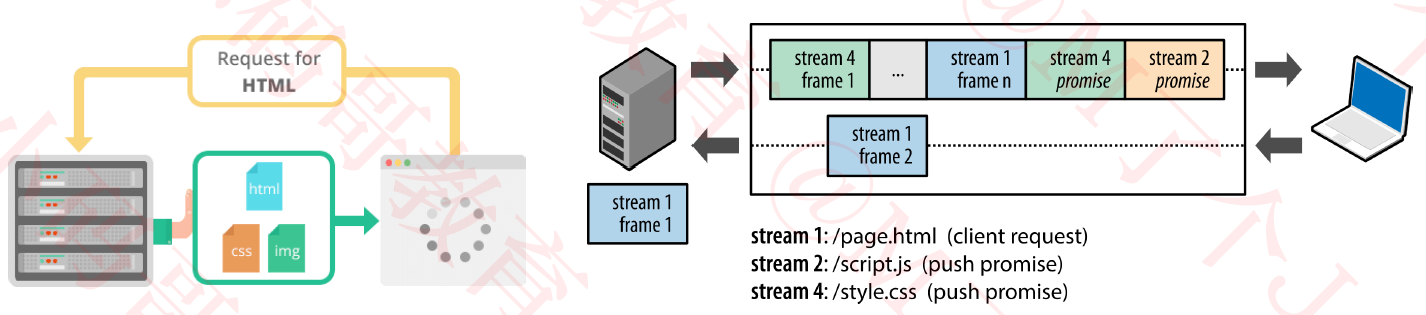 Request for
HTML
html
css
img
stream 4
frame 1
...
stream 1
frame n
stream 4
promise
stream 2
promise
stream 1
frame 2
stream 1
frame 1
stream 1: /page.html (client request)
stream 2: /script.js (push promise)
stream 4: /style.css (push promise)